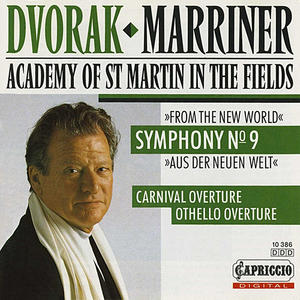 DVORAK ♦ MARRINER
ACADEMY OF ST MARTIN IN THE FIELDS
»FROM THE NEW WORLD«
SYMPHONY Nº 9
»AUS DER NEUEN WELT«
CARNIVAL OVERTURE
OTHELLO OVERTURE
10 386
DDD
CAPRICCIO
DIGITAL